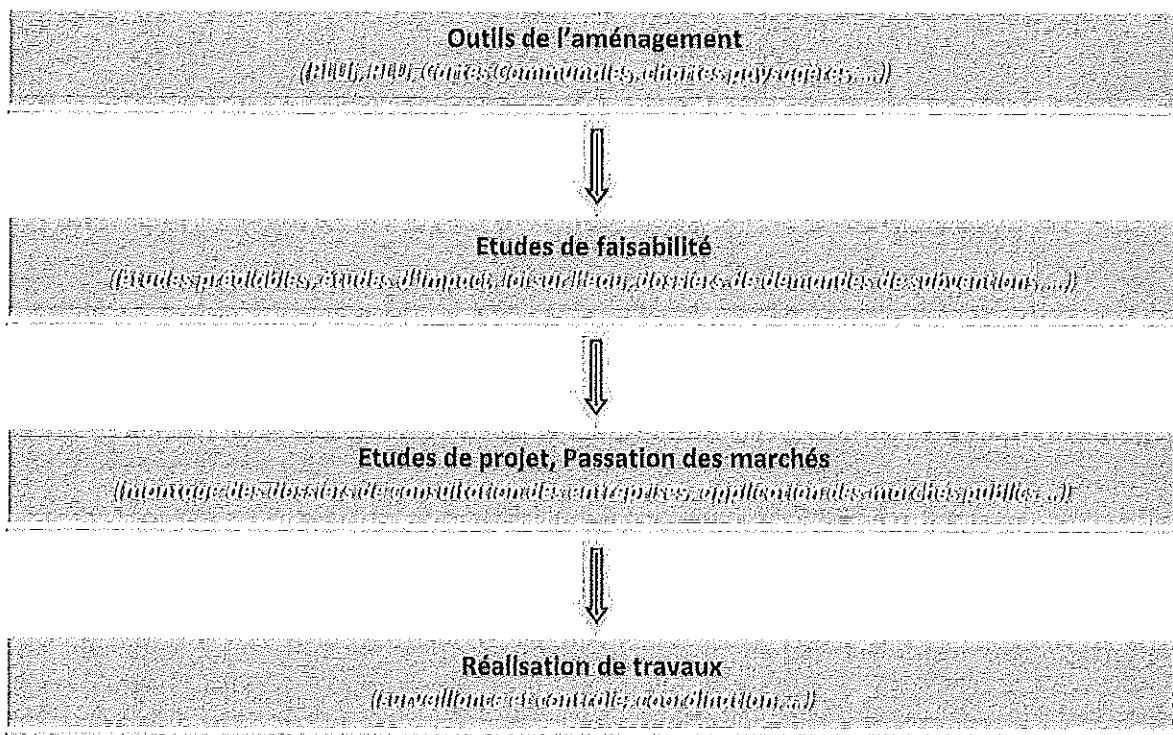 Outils de l'aménagement
(PLUi, PLU, Cartes Communales, chartes paysagères, ...)
Etudes de faisabilité
(études préalables, études d'impact, loi sur l'eau, dossiers de demandes de subventions, ...)
Etudes de projet, Passation des marchés
(montage des dossiers de consultation des entreprises, application des marchés publics ...)
Réalisation de travaux
(surveillance et contrôle, coordination, ...)